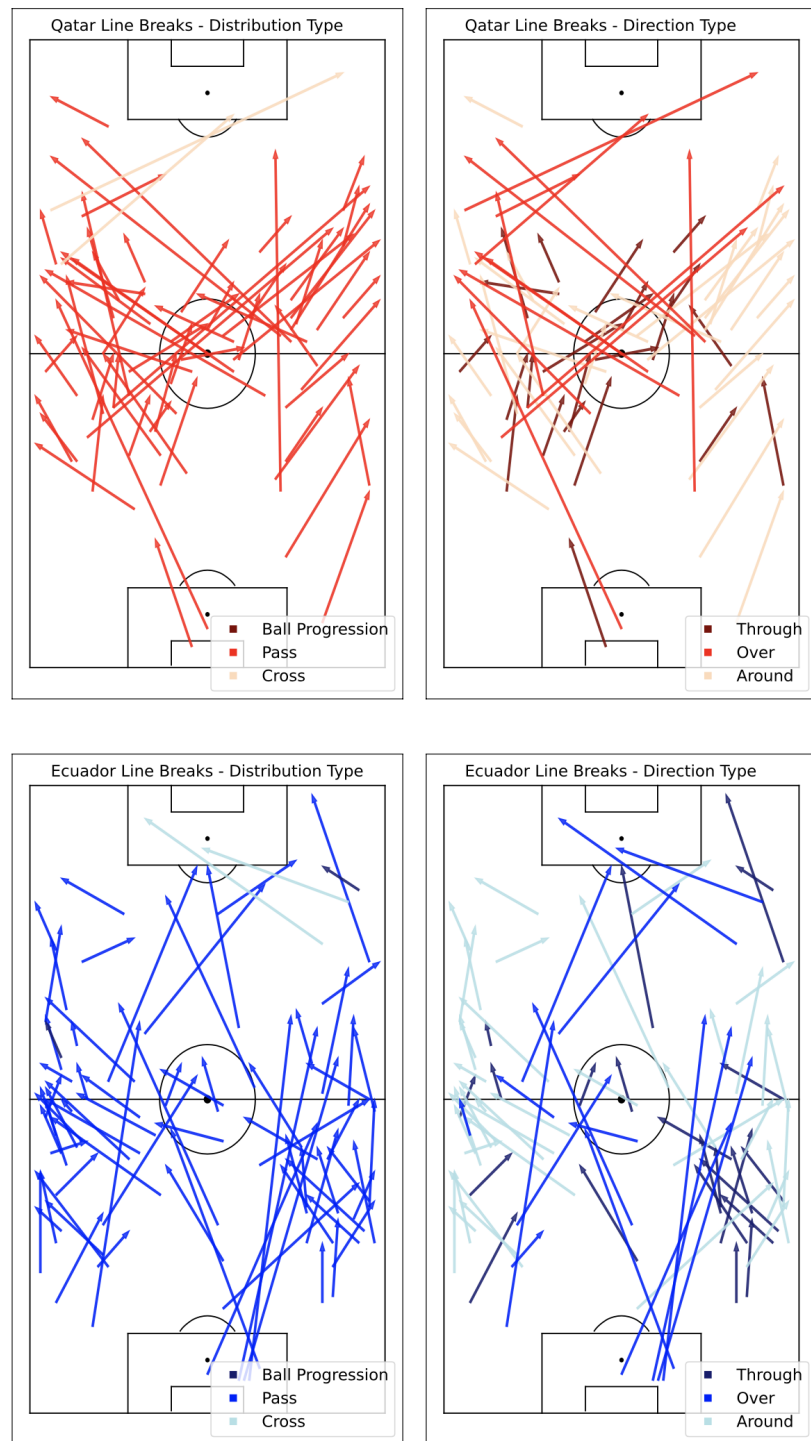 Qatar Line Breaks - Distribution Type
Ball Progression
Pass
Cross
Qatar Line Breaks - Direction Type
Through
Over
Around
Ecuador Line Breaks - Distribution Type
Ball Progression
Pass
Cross
Ecuador Line Breaks - Direction Type
Through
Over
Around